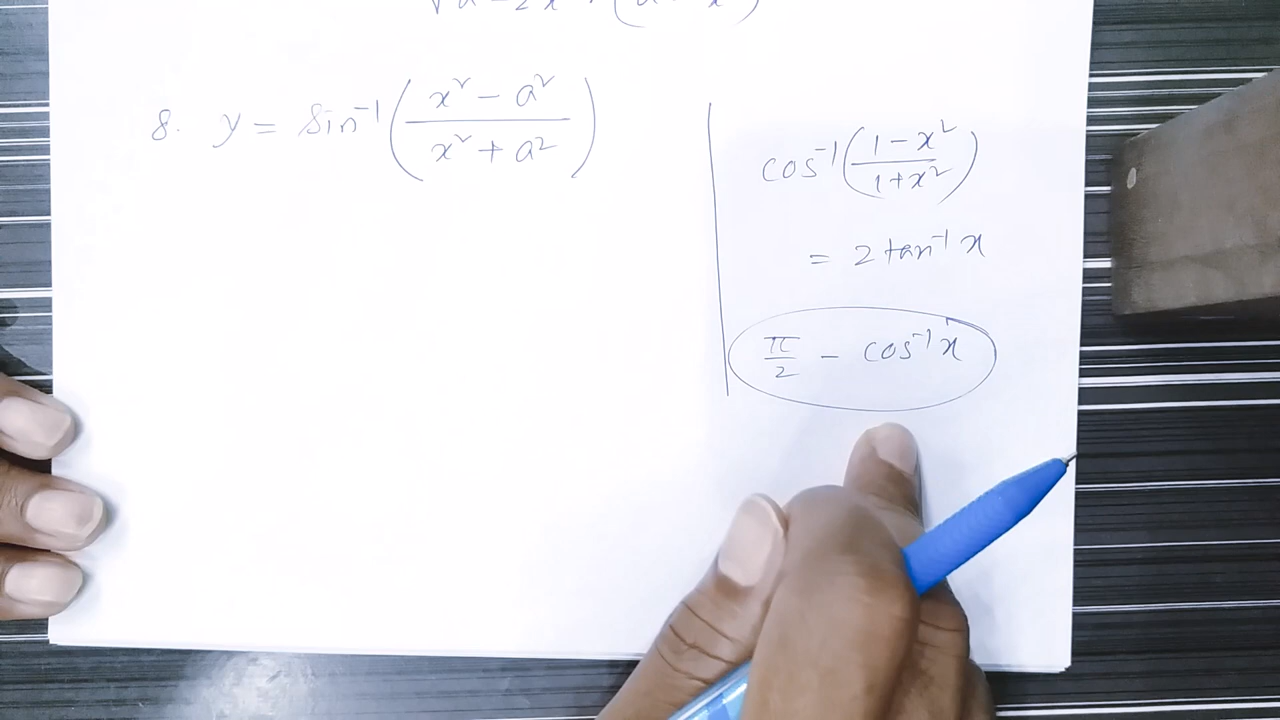 8. y = Sin⁻¹ ( (x² − a²) / (x² + a²) )
cos⁻¹ ( (1 − x²) / (1 + x²) )
= 2 tan⁻¹ x
π/2 − cos⁻¹ x